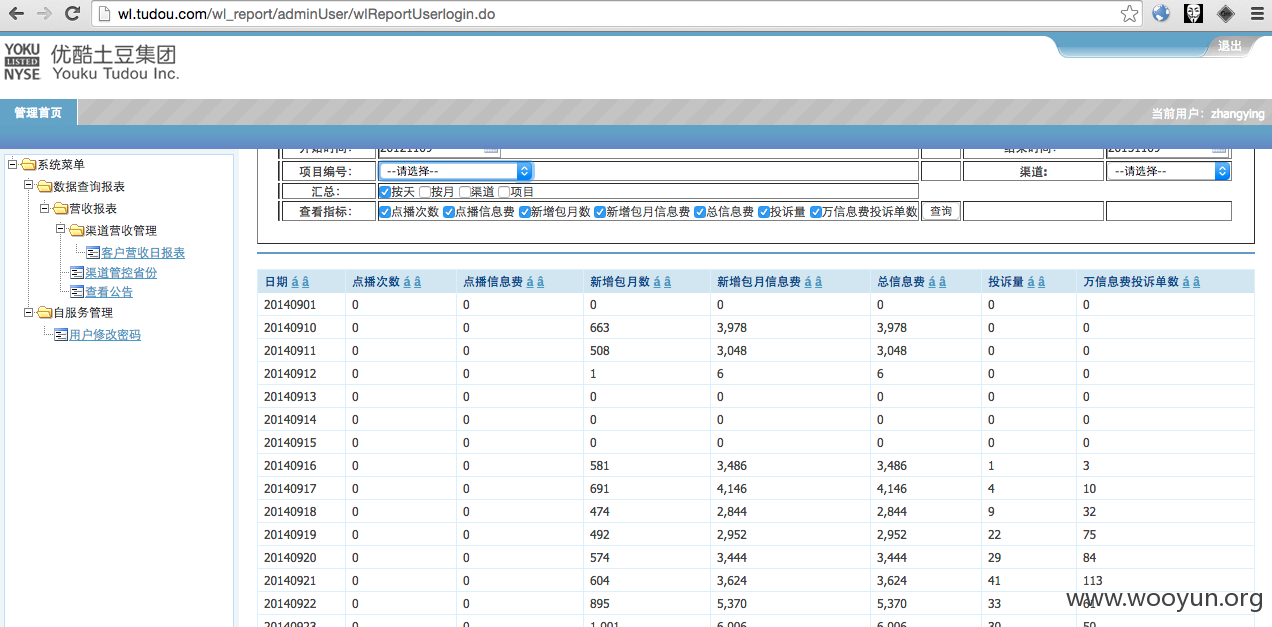 wl.tudou.com/wl_report/adminUser/wlReportUserlogin.do
YOKU
LISTED
NYSE
优酷土豆集团
Youku Tudou Inc.
退出
管理首页
当前用户: zhangying
系统菜单
数据查询报表
营收报表
渠道营收管理
客户营收日报表
渠道管控省份
查看公告
自服务管理
用户修改密码
开始时间: 20121109 结束时间: 20151109
项目编号: --请选择-- 渠道: --请选择--
汇总: 按天 按月 渠道 项目
查看指标: 点播次数 点播信息费 新增包月数 新增包月信息费 总信息费 投诉量 万信息费投诉单数 查询
日期 á â 点播次数 á â 点播信息费 á â 新增包月数 á â 新增包月信息费 á â 总信息费 á â 投诉量 á â 万信息费投诉单数 á â
20140901 0 0 0 0 0 0 0
20140910 0 0 663 3,978 3,978 0 0
20140911 0 0 508 3,048 3,048 0 0
20140912 0 0 1 6 6 0 0
20140913 0 0 0 0 0 0 0
20140914 0 0 0 0 0 0 0
20140915 0 0 0 0 0 0 0
20140916 0 0 581 3,486 3,486 1 3
20140917 0 0 691 4,146 4,146 4 10
20140918 0 0 474 2,844 2,844 9 32
20140919 0 0 492 2,952 2,952 22 75
20140920 0 0 574 3,444 3,444 29 84
20140921 0 0 604 3,624 3,624 41 113
20140922 0 0 895 5,370 5,370 33 61
20140923 0 0 1,001 6,006 6,006 30 50
www.wooyun.org